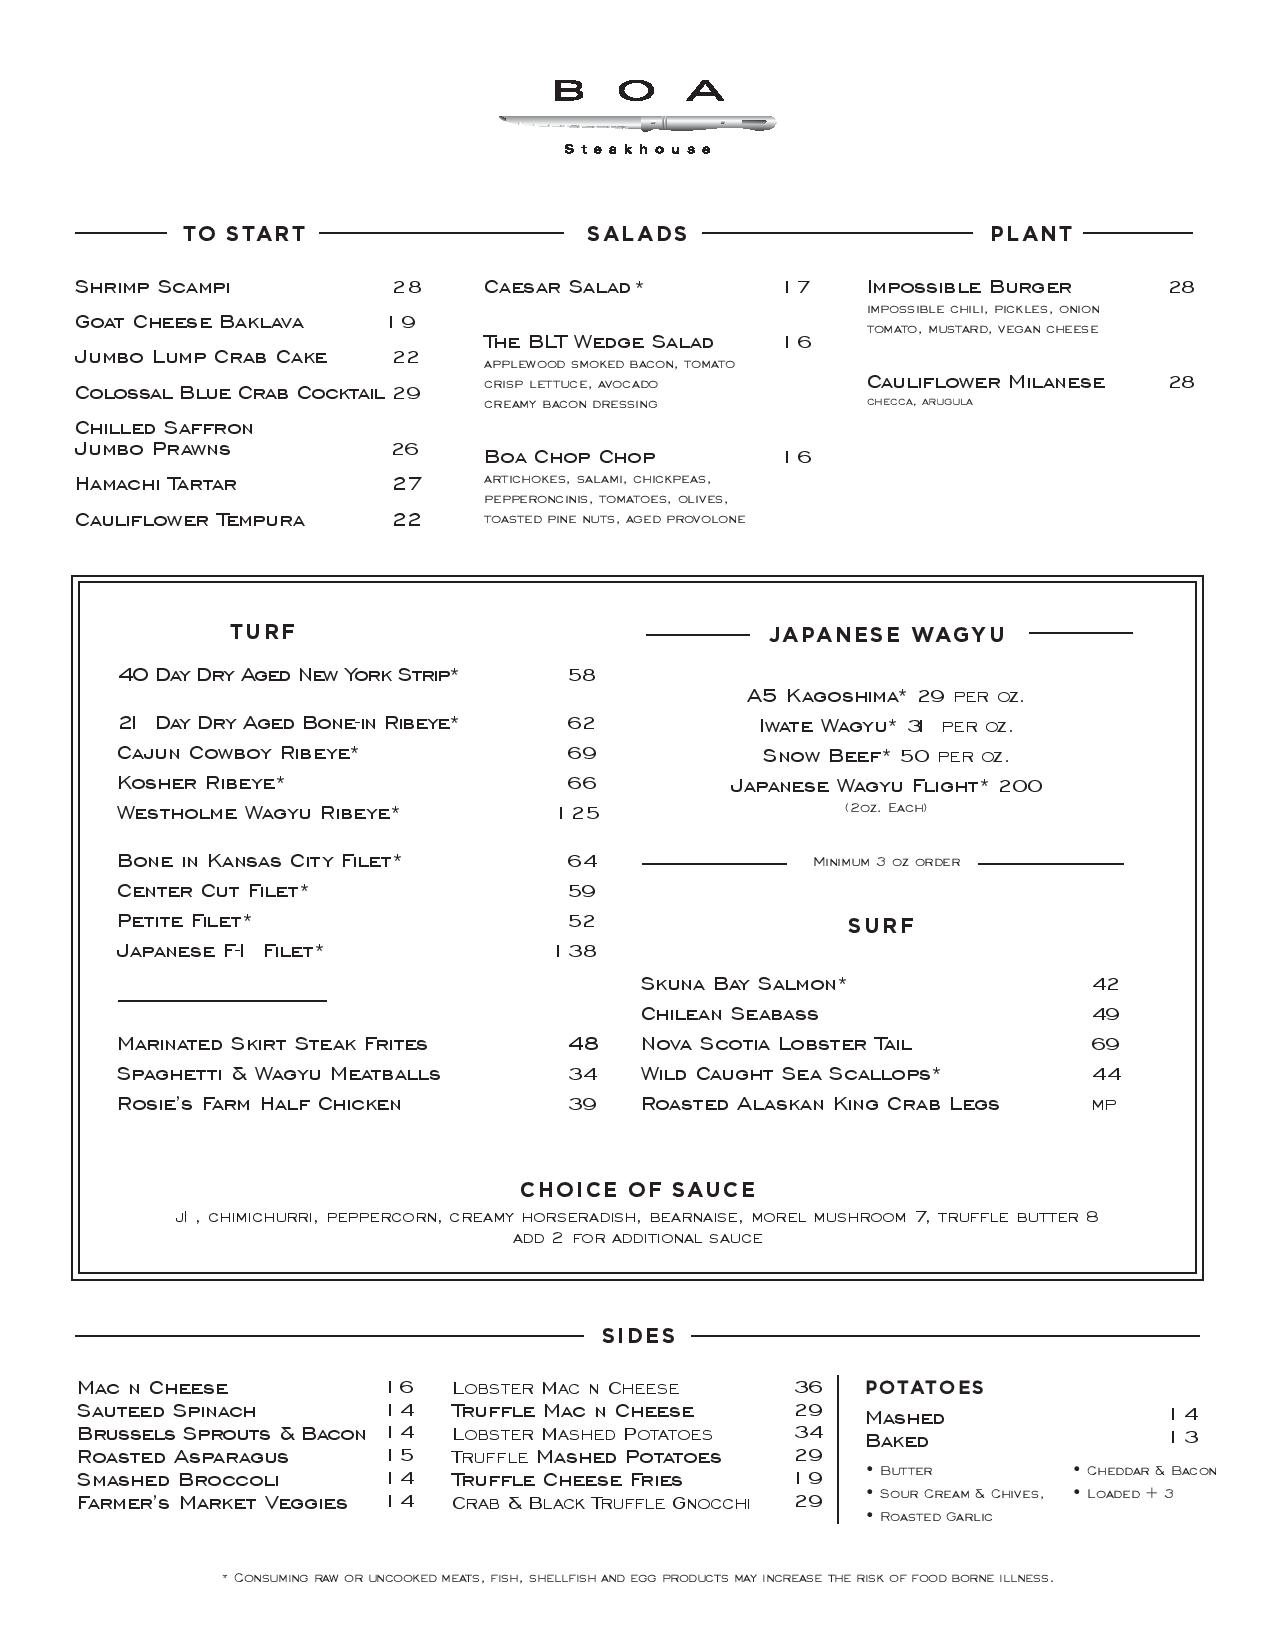 BOA
Steakhouse
TO START
Shrimp Scampi 28
Goat Cheese Baklava 19
Jumbo Lump Crab Cake 22
Colossal Blue Crab Cocktail 29
Chilled Saffron
Jumbo Prawns 26
Hamachi Tartar 27
Cauliflower Tempura 22
SALADS
Caesar Salad* 17
The BLT Wedge Salad 16
applewood smoked bacon, tomato
crisp lettuce, avocado
creamy bacon dressing
Boa Chop Chop 16
artichokes, salami, chickpeas,
pepperoncinis, tomatoes, olives,
toasted pine nuts, aged provolone
PLANT
Impossible Burger 28
impossible chili, pickles, onion
tomato, mustard, vegan cheese
Cauliflower Milanese 28
checca, arugula
TURF
40 Day Dry Aged New York Strip* 58
21 Day Dry Aged Bone-in Ribeye* 62
Cajun Cowboy Ribeye* 69
Kosher Ribeye* 66
Westholme Wagyu Ribeye* 125
Bone in Kansas City Filet* 64
Center Cut Filet* 59
Petite Filet* 52
Japanese F-1 Filet* 138
Marinated Skirt Steak Frites 48
Spaghetti & Wagyu Meatballs 34
Rosie's Farm Half Chicken 39
JAPANESE WAGYU
A5 Kagoshima* 29 per oz.
Iwate Wagyu* 31 per oz.
Snow Beef* 50 per oz.
Japanese Wagyu Flight* 200
(2oz. Each)
Minimum 3 oz order
SURF
Skuna Bay Salmon* 42
Chilean Seabass 49
Nova Scotia Lobster Tail 69
Wild Caught Sea Scallops* 44
Roasted Alaskan King Crab Legs MP
CHOICE OF SAUCE
J1, chimichurri, peppercorn, creamy horseradish, bearnaise, morel mushroom 7, truffle butter 8
add 2 for additional sauce
SIDES
Mac n Cheese 16
Sauteed Spinach 14
Brussels Sprouts & Bacon 14
Roasted Asparagus 15
Smashed Broccoli 14
Farmer's Market Veggies 14
Lobster Mac n Cheese 36
Truffle Mac n Cheese 29
Lobster Mashed Potatoes 34
Truffle Mashed Potatoes 29
Truffle Cheese Fries 19
Crab & Black Truffle Gnocchi 29
POTATOES
Mashed 14
Baked 13
• Butter
• Sour Cream & Chives,
• Roasted Garlic
• Cheddar & Bacon
• Loaded + 3
* Consuming raw or uncooked meats, fish, shellfish and egg products may increase the risk of food borne illness.